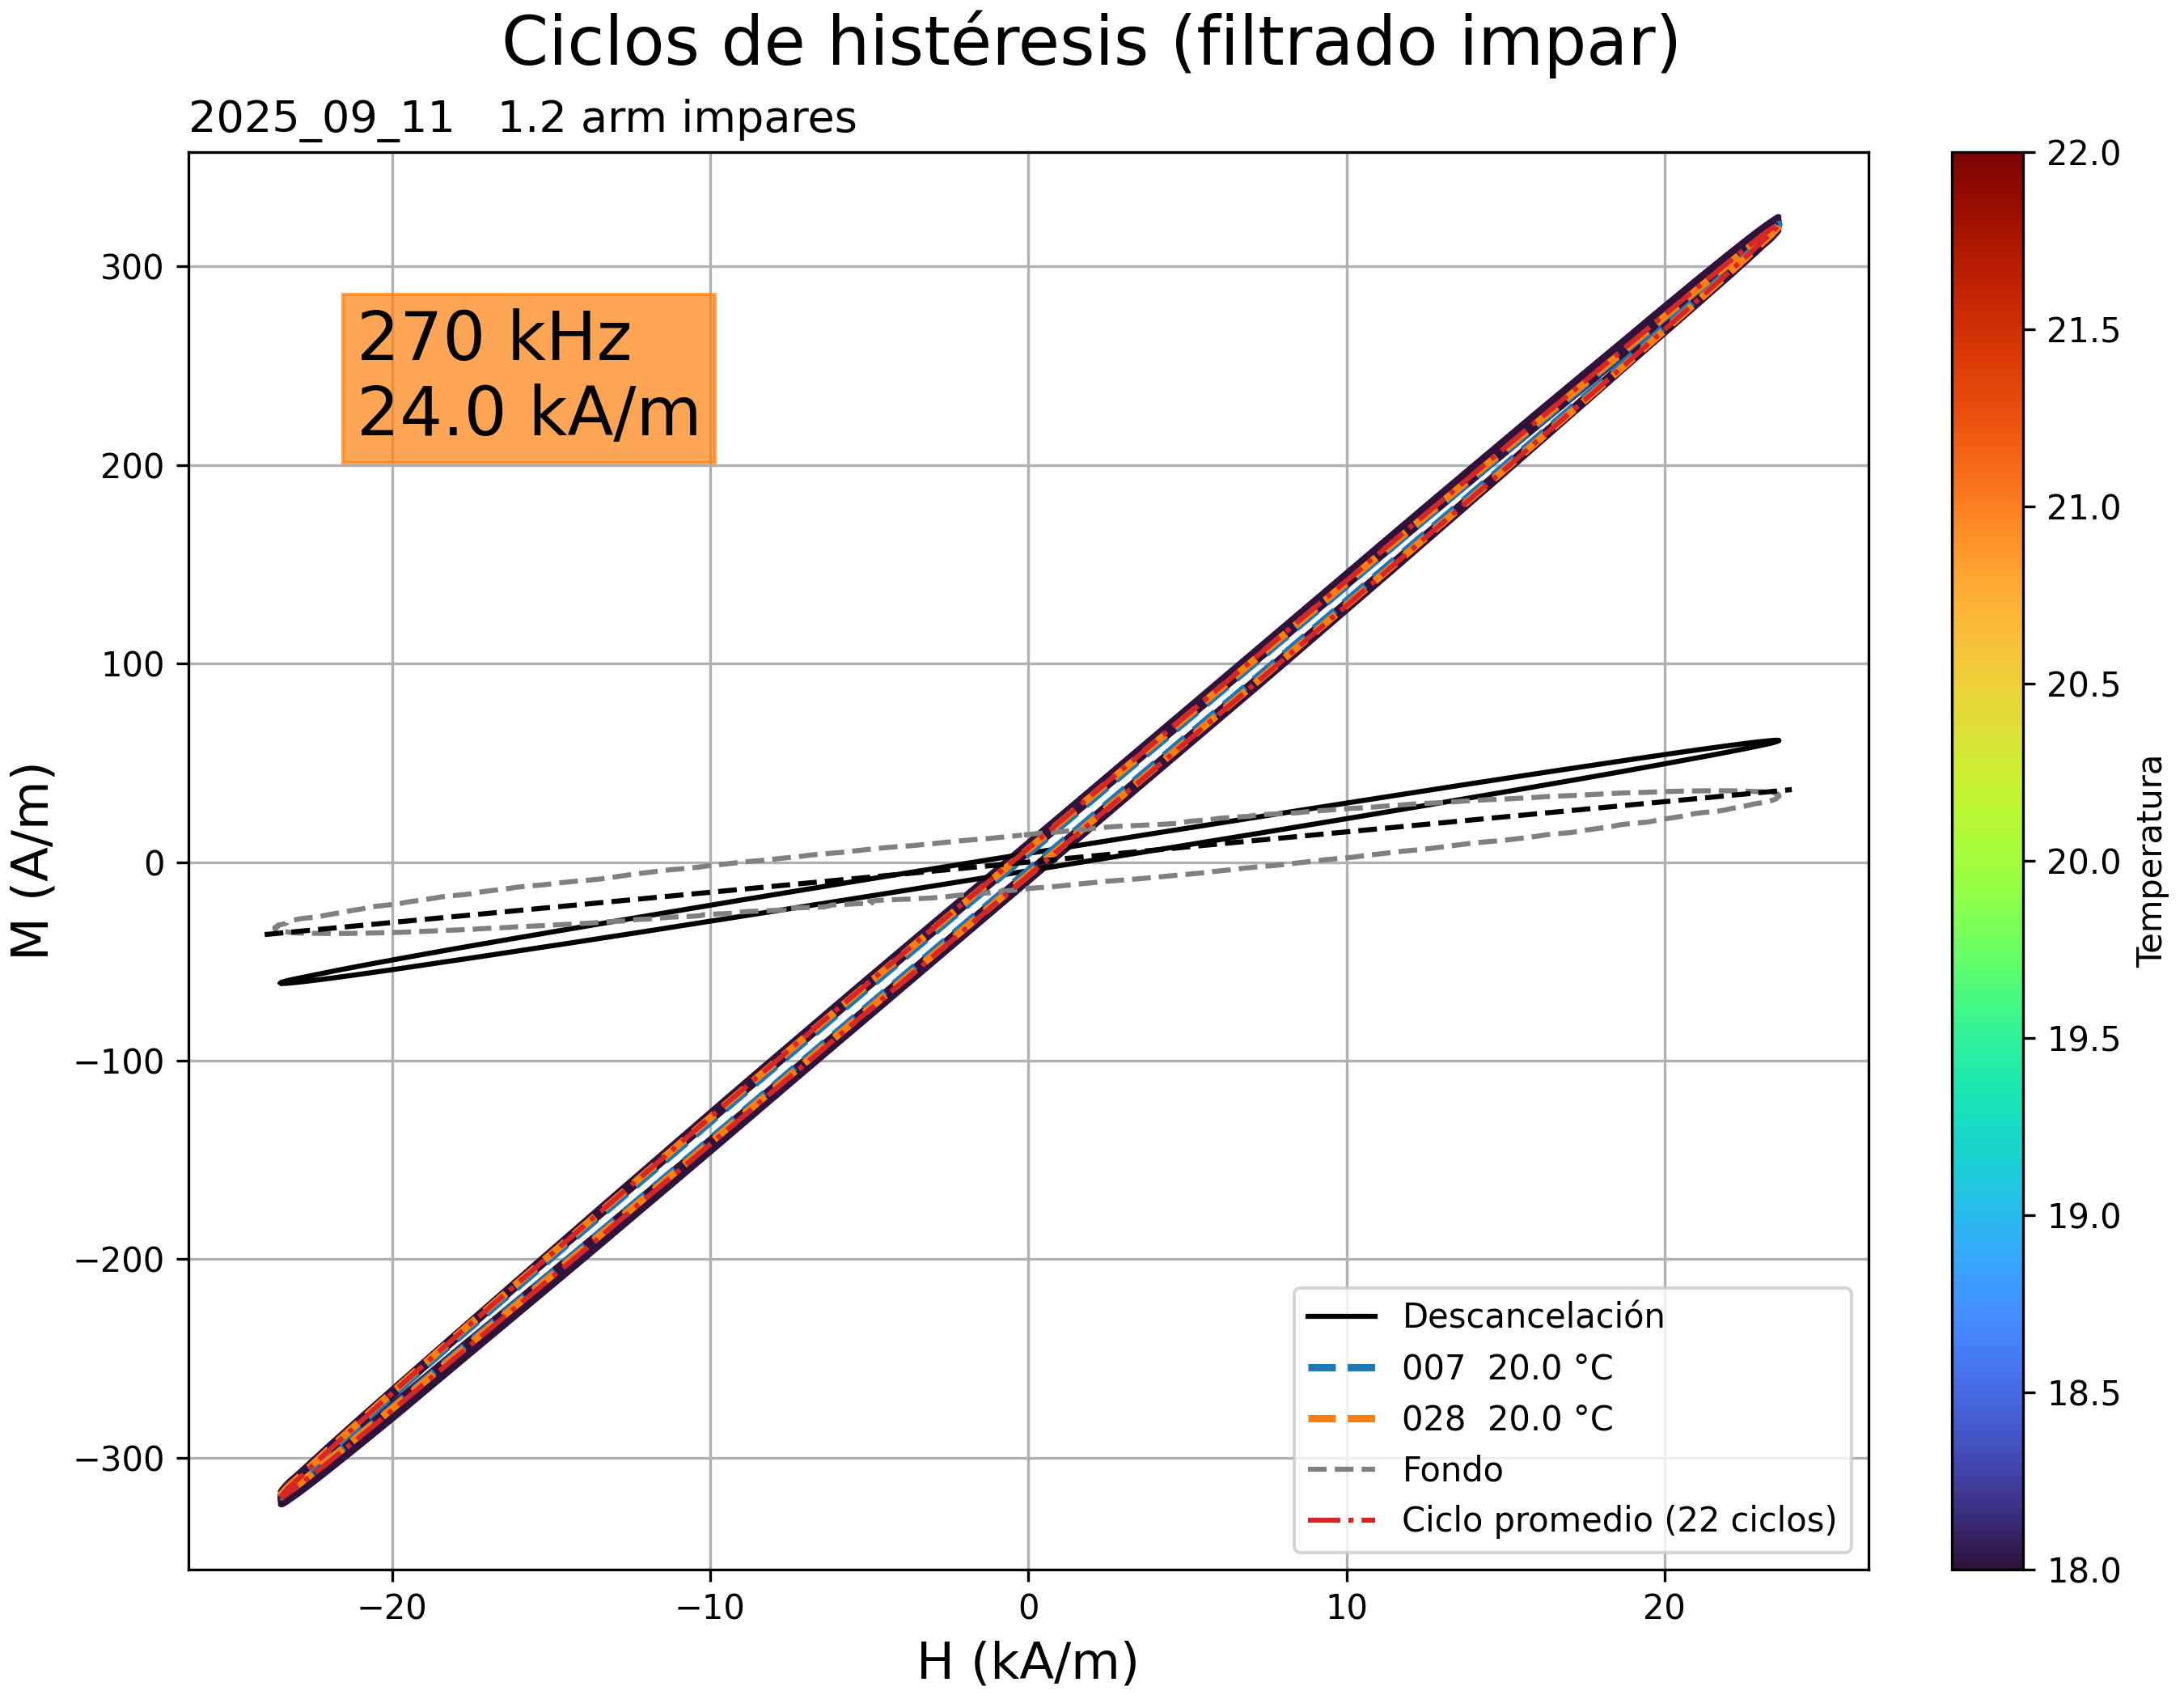 Ciclos de histéresis (filtrado impar)
2025_09_11   1.2 arm impares
270 kHz
24.0 kA/m
300
200
100
0
−100
−200
−300
M (A/m)
−20
−10
0
10
20
H (kA/m)
Descancelación
007  20.0 °C
028  20.0 °C
Fondo
Ciclo promedio (22 ciclos)
22.0
21.5
21.0
20.5
20.0
19.5
19.0
18.5
18.0
Temperatura